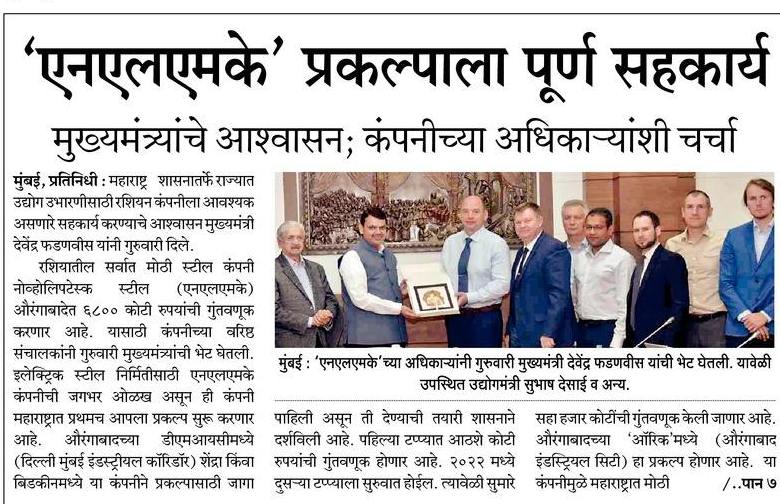 ‘एनएलएमके’ प्रकल्पाला पूर्ण सहकार्य
मुख्यमंत्र्यांचे आश्वासन; कंपनीच्या अधिकाऱ्यांशी चर्चा
मुंबई, प्रतिनिधी : महाराष्ट्र शासनातर्फे राज्यात
उद्योग उभारणीसाठी रशियन कंपनीला आवश्यक
असणारे सहकार्य करण्याचे आश्वासन मुख्यमंत्री
देवेंद्र फडणवीस यांनी गुरुवारी दिले.
रशियातील सर्वात मोठी स्टील कंपनी
नोव्होलिपटेस्क स्टील (एनएलएमके)
औरंगाबादेत ६८०० कोटी रुपयांची गुंतवणूक
करणार आहे. यासाठी कंपनीच्या वरिष्ठ
संचालकांनी गुरुवारी मुख्यमंत्र्यांची भेट घेतली.
इलेक्ट्रिक स्टील निर्मितीसाठी एनएलएमके
कंपनीची जगभर ओळख असून ही कंपनी
महाराष्ट्रात प्रथमच आपला प्रकल्प सुरू करणार
आहे. औरंगाबादच्या डीएमआयसीमध्ये
(दिल्ली मुंबई इंडस्ट्रीयल कॉरिडॉर) शेंद्रा किंवा
बिडकीनमध्ये या कंपनीने प्रकल्पासाठी जागा
मुंबई : ‘एनएलएमके’च्या अधिकाऱ्यांनी गुरुवारी मुख्यमंत्री देवेंद्र फडणवीस यांची भेट घेतली. यावेळी
उपस्थित उद्योगमंत्री सुभाष देसाई व अन्य.
पाहिली असून ती देण्याची तयारी शासनाने
दर्शविली आहे. पहिल्या टप्प्यात आठशे कोटी
रुपयांची गुंतवणूक होणार आहे. २०२२ मध्ये
दुसऱ्या टप्प्याला सुरुवात होईल. त्यावेळी सुमारे
सहा हजार कोटींची गुंतवणूक केली जाणार आहे.
औरंगाबादच्या ‘ऑरिक’मध्ये (औरंगाबाद
इंडस्ट्रियल सिटी) हा प्रकल्प होणार आहे. या
कंपनीमुळे महाराष्ट्रात मोठी /..पान ७